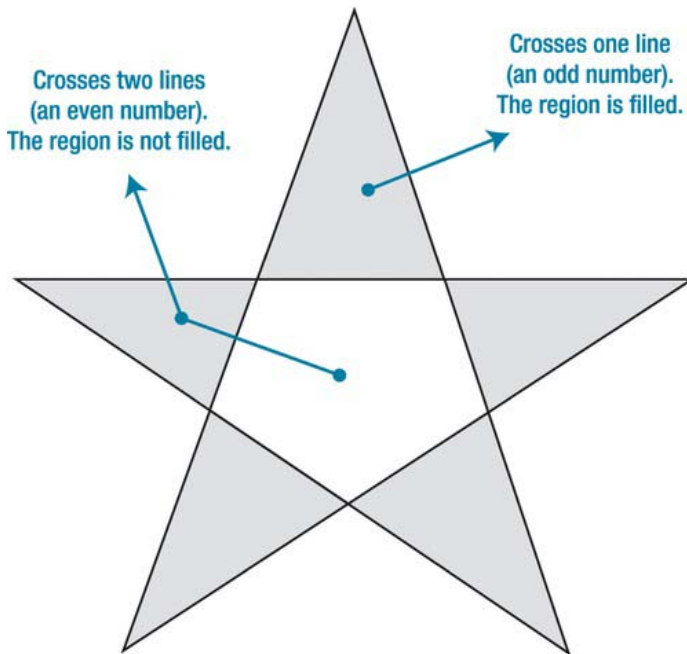 Crosses two lines
(an even number).
The region is not filled.
Crosses one line
(an odd number).
The region is filled.